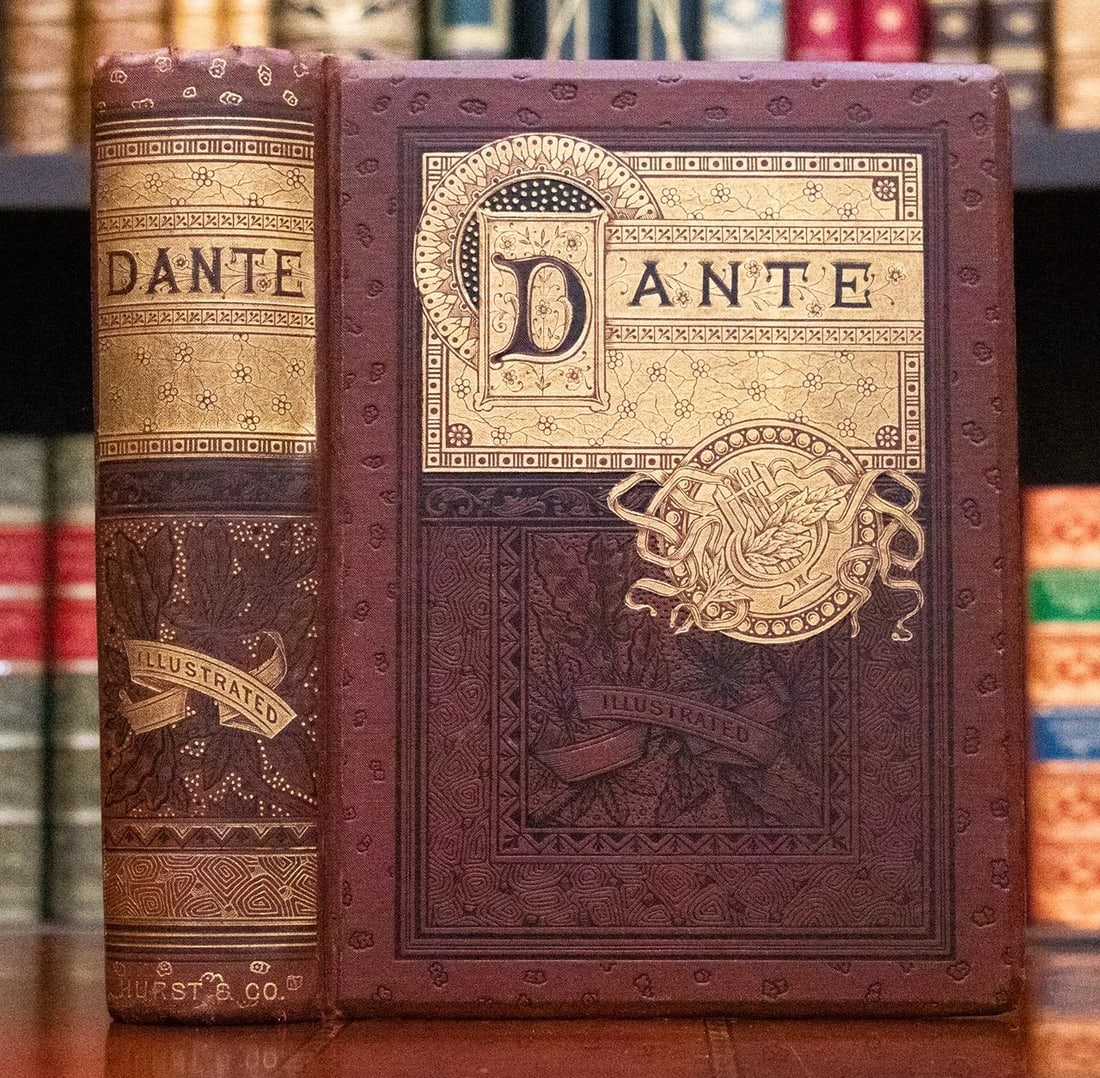 DANTE
ILLUSTRATED
HURST & CO.
DANTE
ILLUSTRATED